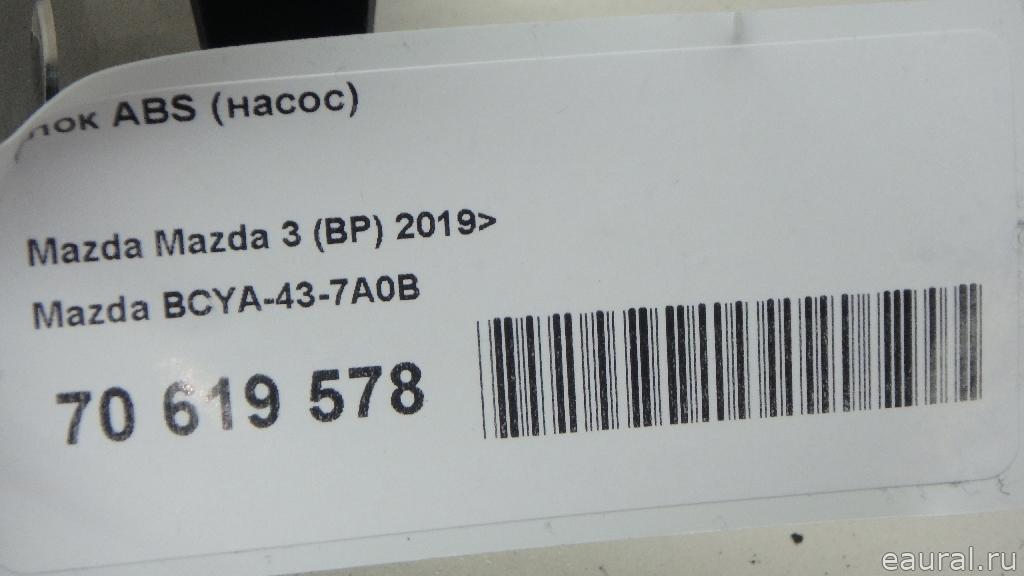 лок ABS (насос)
Mazda Mazda 3 (BP) 2019>
Mazda BCYA-43-7A0B
70 619 578
eaural.ru